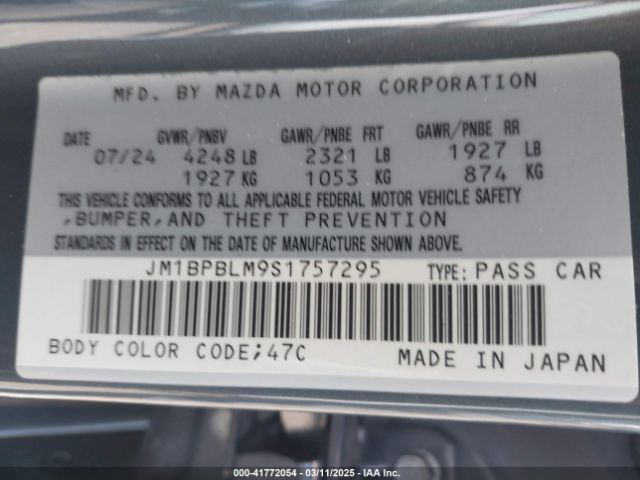 MFD. BY MAZDA MOTOR CORPORATION
DATE GVWR/PNBV GAWR/PNBE FRT GAWR/PNBE RR
07/24 4248 LB 2321 LB 1927 LB
1927 KG 1053 KG 874 KG
THIS VEHICLE CONFORMS TO ALL APPLICABLE FEDERAL MOTOR VEHICLE SAFETY
,BUMPER,AND THEFT PREVENTION
STANDARDS IN EFFECT ON THE DATE OF MANUFACTURE SHOWN ABOVE.
JM1BPBLM9S1757295 TYPE: PASS CAR
BODY COLOR CODE;47C MADE IN JAPAN
000-41772054 - 03/11/2025 - IAA Inc.